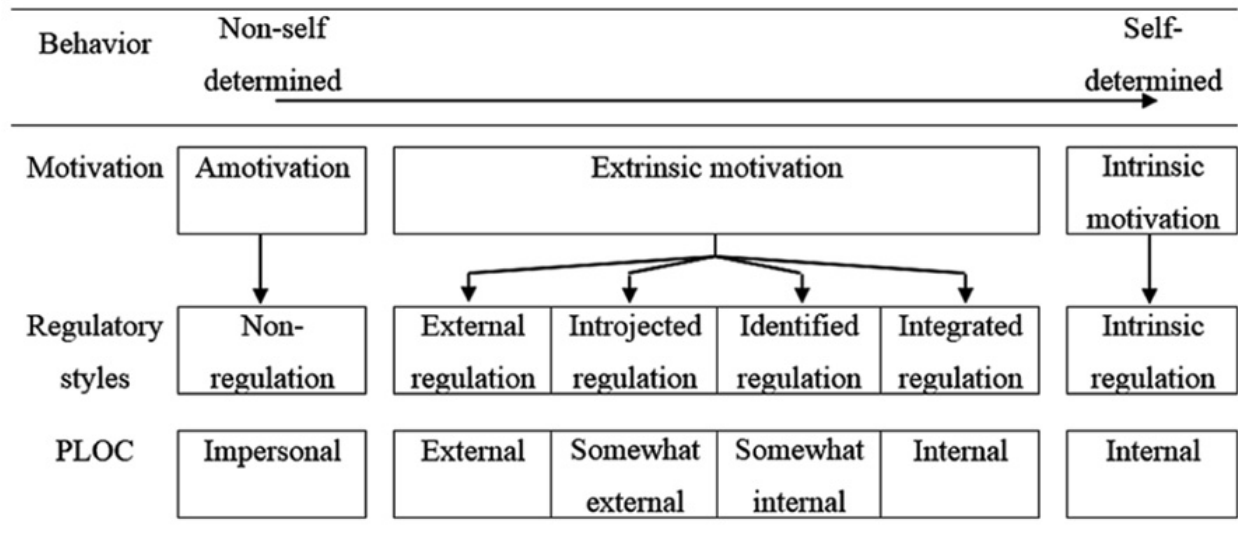 Behavior
Non-self
determined
Self-
determined
Motivation
Amotivation
Extrinsic motivation
Intrinsic
motivation
Regulatory
styles
Non-
regulation
External
regulation
Introjected
regulation
Identified
regulation
Integrated
regulation
Intrinsic
regulation
PLOC
Impersonal
External
Somewhat
external
Somewhat
internal
Internal
Internal